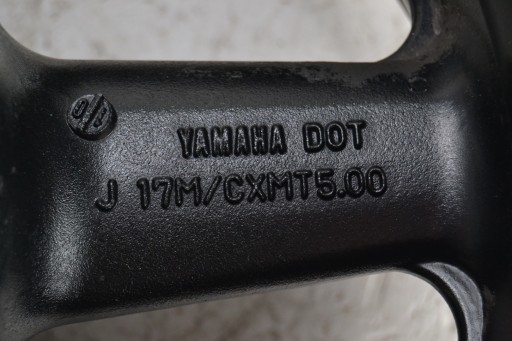 YAMAHA DOT
J 17M/CXMT5.00